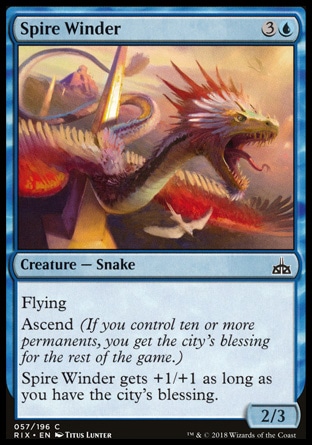 Spire Winder 3
Creature — Snake
Flying
Ascend (If you control ten or more
permanents, you get the city's blessing
for the rest of the game.)
Spire Winder gets +1/+1 as long as
you have the city's blessing.
2/3
057/196 C
RIX • EN Titus Lunter ™ & © 2018 Wizards of the Coast